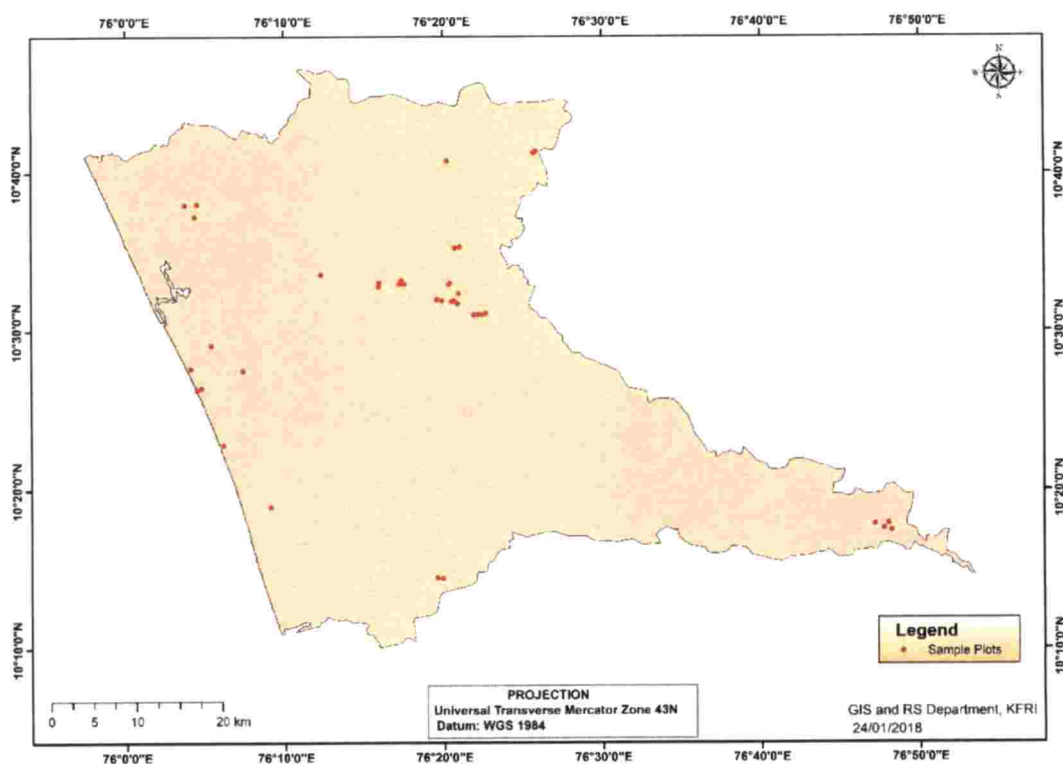 76°0'0"E 76°10'0"E 76°20'0"E 76°30'0"E 76°40'0"E 76°50'0"E
N
W E
S
10°40'0"N 10°40'0"N
10°30'0"N 10°30'0"N
10°20'0"N 10°20'0"N
10°10'0"N 10°10'0"N
Legend
Sample Plots
0 5 10 20 km
PROJECTION
Universal Transverse Mercator Zone 43N
Datum: WGS 1984
GIS and RS Department, KFRI
24/01/2018
76°0'0"E 76°10'0"E 76°20'0"E 76°30'0"E 76°40'0"E 76°50'0"E